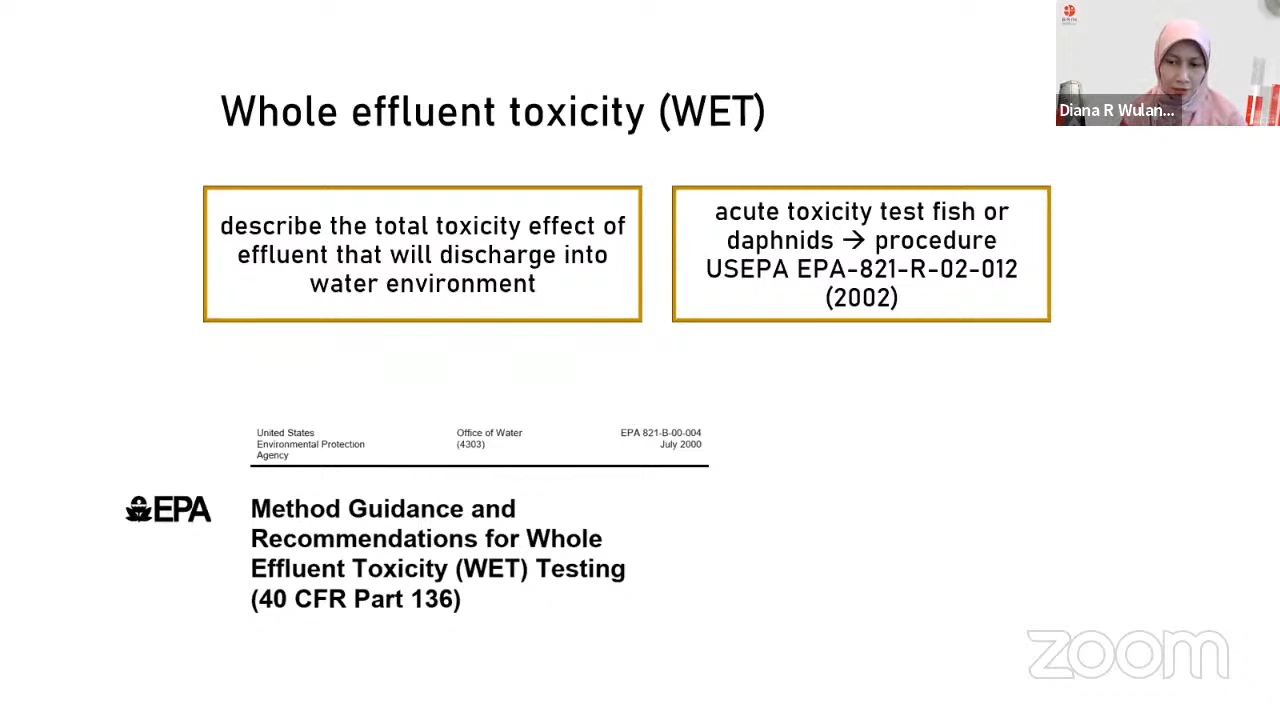 Whole effluent toxicity (WET)
describe the total toxicity effect of
effluent that will discharge into
water environment
acute toxicity test fish or
daphnids → procedure
USEPA EPA-821-R-02-012
(2002)
United States
Environmental Protection
Agency
Office of Water
(4303)
EPA 821-B-00-004
July 2000
EPA
Method Guidance and
Recommendations for Whole
Effluent Toxicity (WET) Testing
(40 CFR Part 136)
BRIN
Diana R Wulan...
zoom